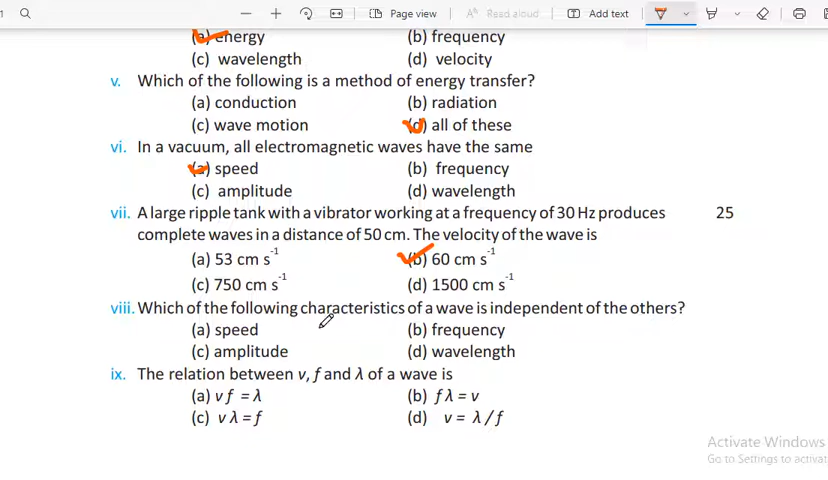 1
Page view
Read aloud
Add text
(a) energy (b) frequency
(c) wavelength (d) velocity
v. Which of the following is a method of energy transfer?
(a) conduction (b) radiation
(c) wave motion (d) all of these
vi. In a vacuum, all electromagnetic waves have the same
(a) speed (b) frequency
(c) amplitude (d) wavelength
vii. A large ripple tank with a vibrator working at a frequency of 30 Hz produces 25
complete waves in a distance of 50 cm. The velocity of the wave is
(a) 53 cm s⁻¹ (b) 60 cm s⁻¹
(c) 750 cm s⁻¹ (d) 1500 cm s⁻¹
viii. Which of the following characteristics of a wave is independent of the others?
(a) speed (b) frequency
(c) amplitude (d) wavelength
ix. The relation between v, f and λ of a wave is
(a) v f = λ (b) f λ = v
(c) v λ = f (d) v = λ / f
Activate Windows
Go to Settings to activat